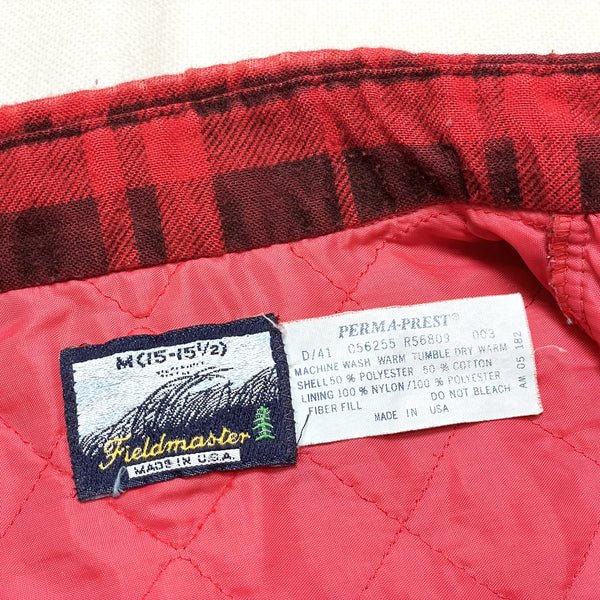 M (15-15½)
Fieldmaster
MADE IN U.S.A.
PERMA-PREST®
D/41 C56255 R56809 003
MACHINE WASH WARM TUMBLE DRY WARM
SHELL 50 % POLYESTER 50 % COTTON
LINING 100 % NYLON/100 % POLYESTER
FIBER FILL DO NOT BLEACH
MADE IN USA
AM 05 182